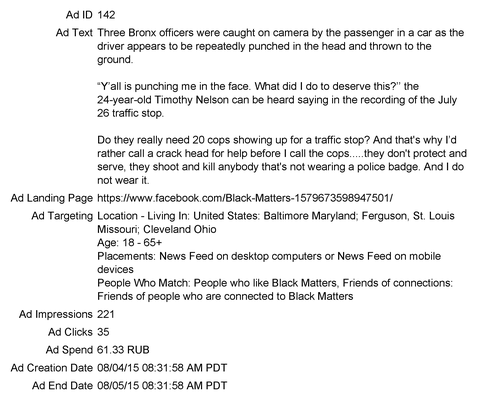 Ad ID 142
Ad Text Three Bronx officers were caught on camera by the passenger in a car as the
driver appears to be repeatedly punched in the head and thrown to the
ground.
“Y'all is punching me in the face. What did I do to deserve this?” the
24-year-old Timothy Nelson can be heard saying in the recording of the July
26 traffic stop.
Do they really need 20 cops showing up for a traffic stop? And that's why I'd
rather call a crack head for help before I call the cops.....they don't protect and
serve, they shoot and kill anybody that's not wearing a police badge. And I do
not wear it.
Ad Landing Page https://www.facebook.com/Black-Matters-1579673598947501/
Ad Targeting Location - Living In: United States: Baltimore Maryland; Ferguson, St. Louis
Missouri; Cleveland Ohio
Age: 18 - 65+
Placements: News Feed on desktop computers or News Feed on mobile
devices
People Who Match: People who like Black Matters, Friends of connections:
Friends of people who are connected to Black Matters
Ad Impressions 221
Ad Clicks 35
Ad Spend 61.33 RUB
Ad Creation Date 08/04/15 08:31:58 AM PDT
Ad End Date 08/05/15 08:31:58 AM PDT